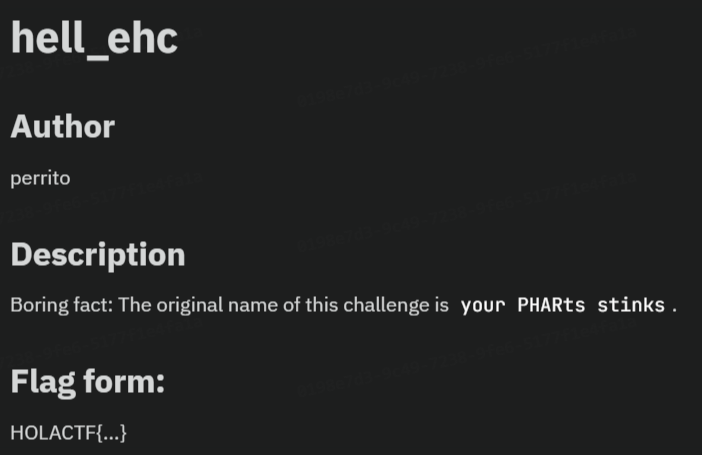 hell_ehc
Author
perrito
Description
Boring fact: The original name of this challenge is your PHARts stinks.
Flag form:
HOLACTF{...}